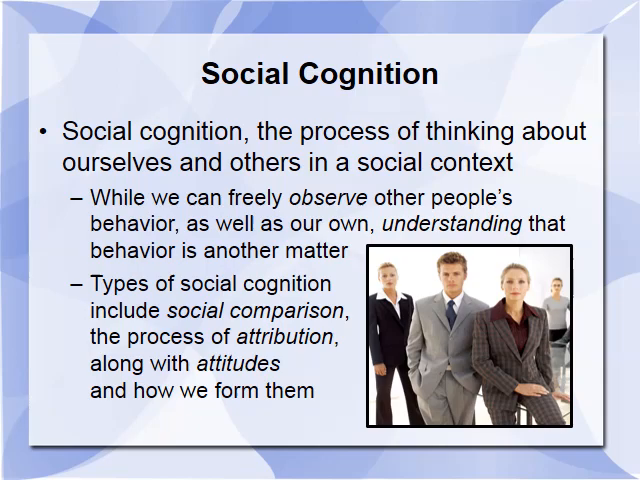 Social Cognition
• Social cognition, the process of thinking about
ourselves and others in a social context
– While we can freely observe other people's
behavior, as well as our own, understanding that
behavior is another matter
– Types of social cognition
include social comparison,
the process of attribution,
along with attitudes
and how we form them